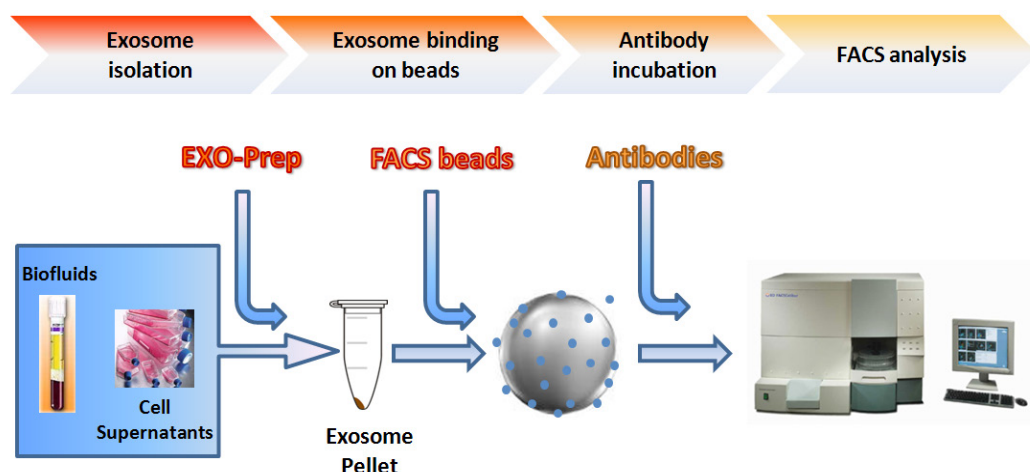 Exosome
isolation
Exosome binding
on beads
Antibody
incubation
FACS analysis
EXO-Prep
FACS beads
Antibodies
Biofluids
Cell
Supernatants
Exosome
Pellet